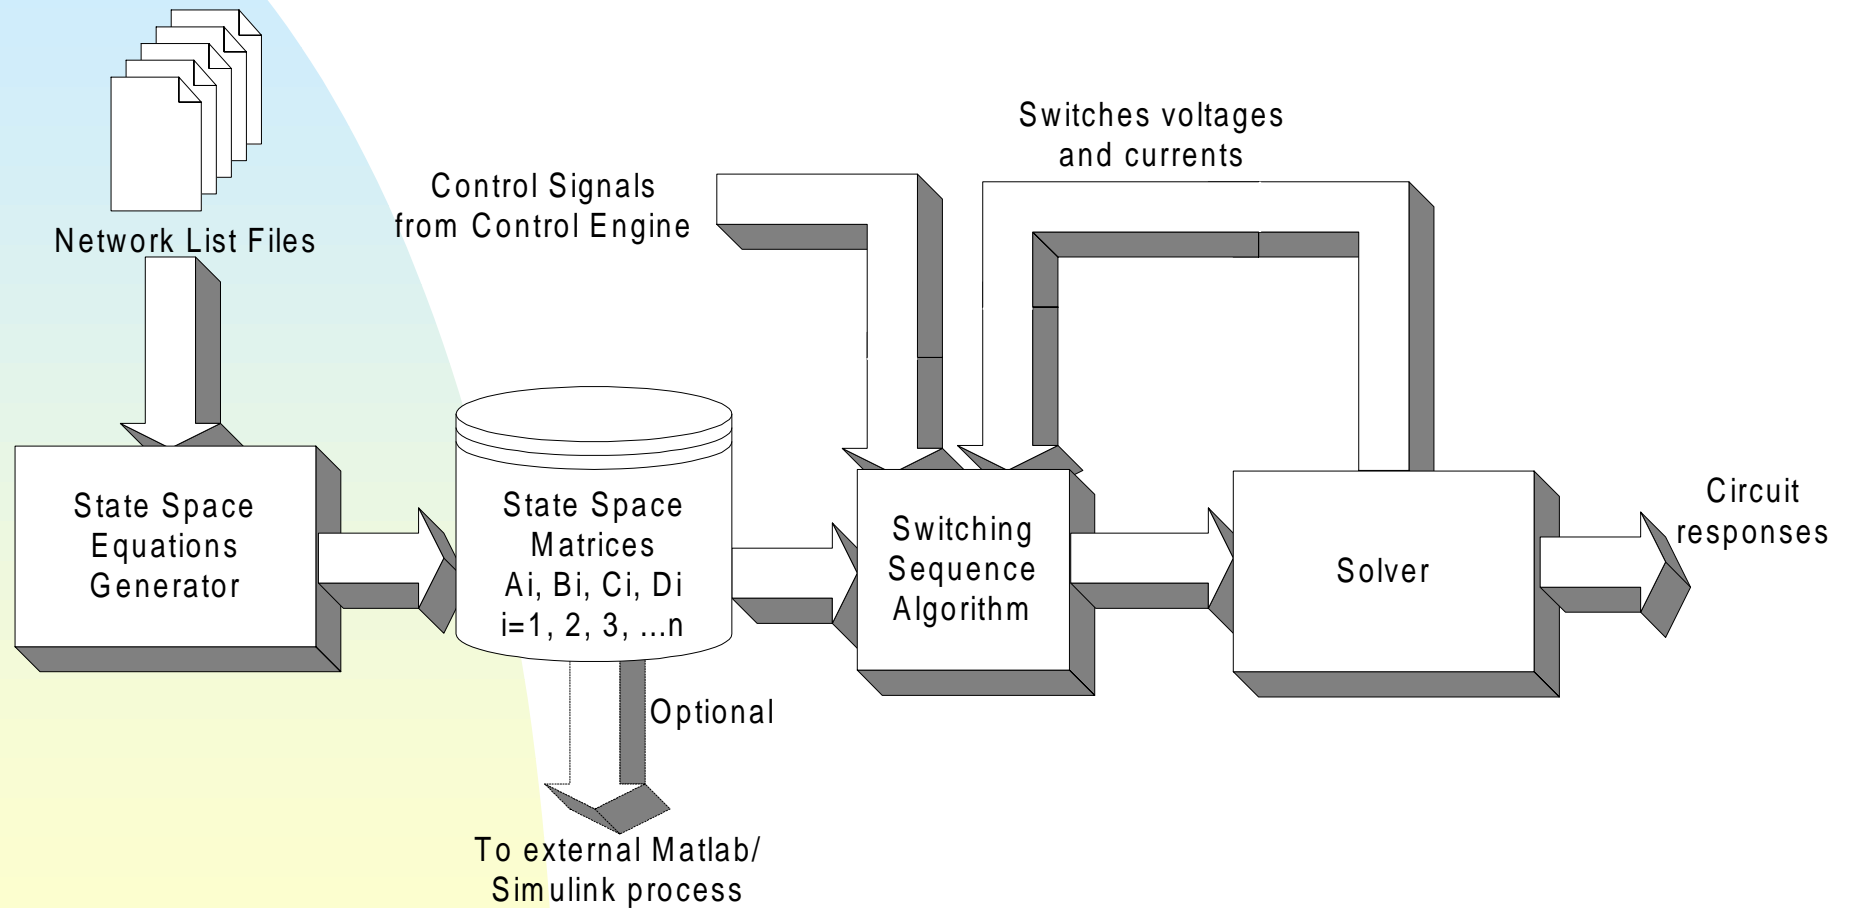 Network List Files
Control Signals
from Control Engine
Switches voltages
and currents
State Space
Equations
Generator
State Space
Matrices
Ai, Bi, Ci, Di
i=1, 2, 3, ...n
Switching
Sequence
Algorithm
Solver
Circuit
responses
Optional
To external Matlab/
Simulink process